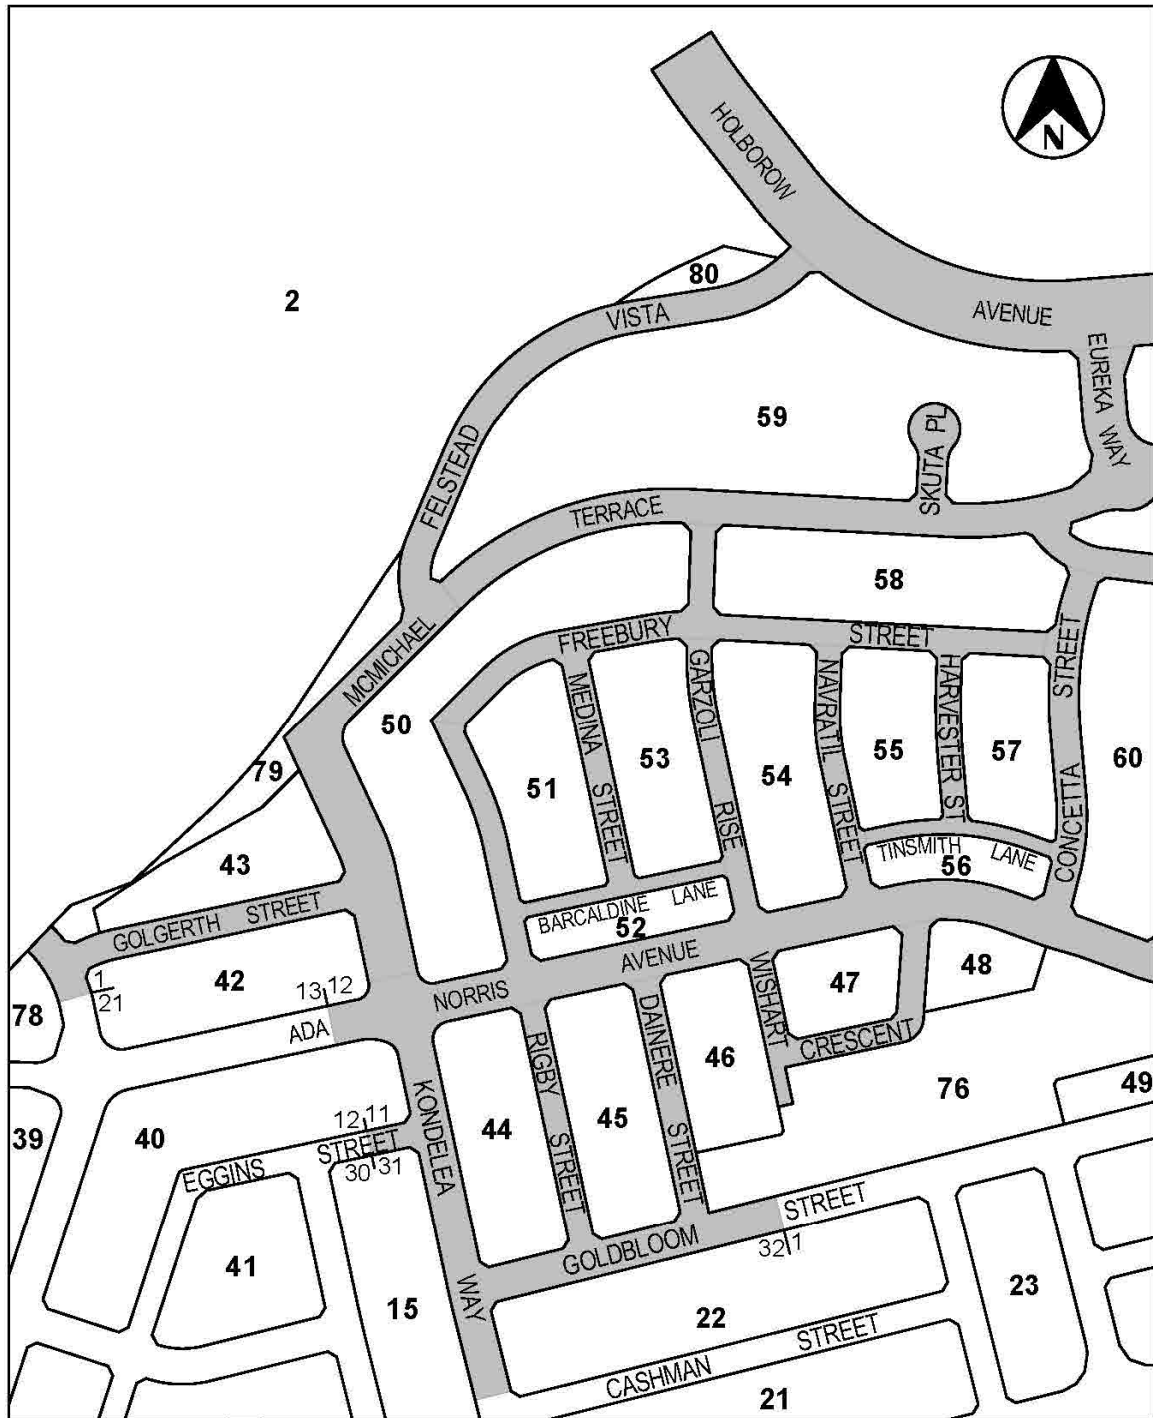 HOLBOROW
N
80
2
VISTA
AVENUE
EUREKA WAY
59
SKUTA PL
FELSTEAD
TERRACE
58
MCMICHAEL
FREEBURY
STREET
STREET
GARZOLI
NAVRATIL
HARVESTER ST
MEDINA
50
53
55
57
60
79
51
54
STREET
RISE
STREET
CONCETTA
TINSMITH LANE
56
43
BARCALDINE LANE
GOLGERTH STREET
52
AVENUE
WISHART
48
1
21
42
13 12
NORRIS
47
78
ADA
DAINERE
RIGBY
CRESCENT
46
KONDELEA
76
49
12 11
45
44
39
40
STREET
EGGINS
30 31
STREET
STREET
STREET
GOLDBLOOM
32 1
41
WAY
15
22
23
STREET
CASHMAN
21